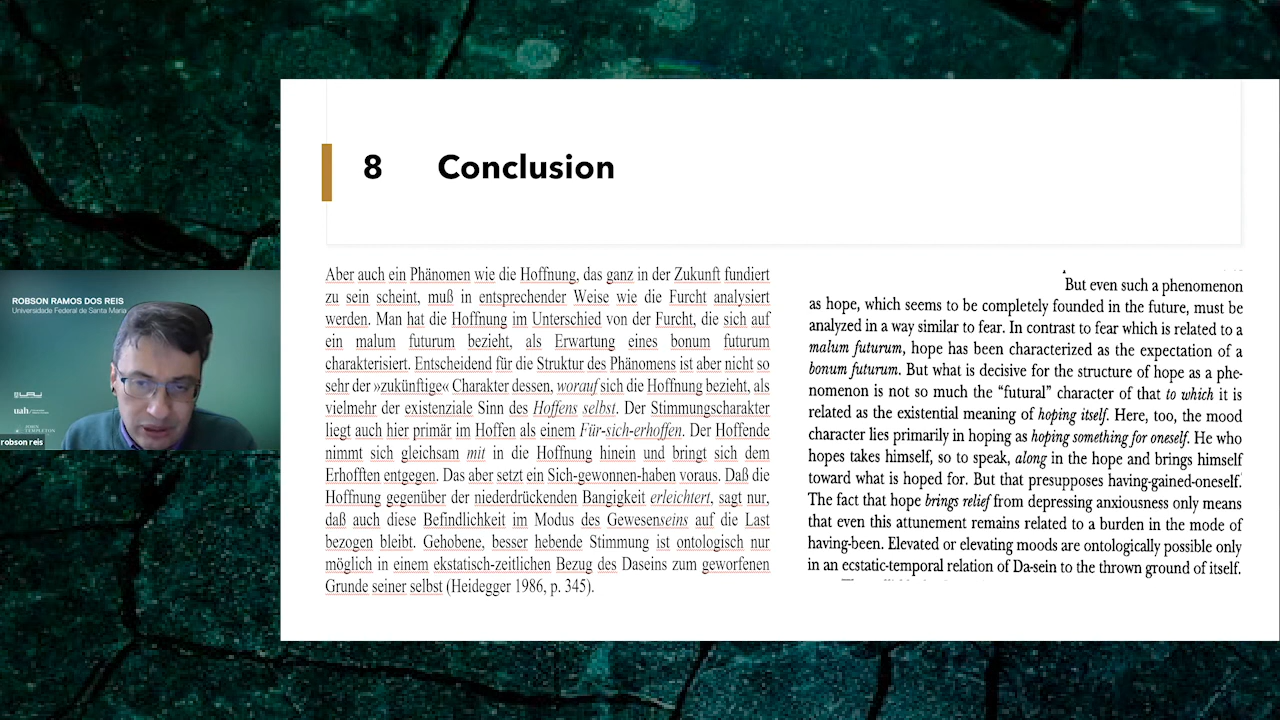 8 Conclusion
Aber auch ein Phänomen wie die Hoffnung, das ganz in der Zukunft fundiert
zu sein scheint, muß in entsprechender Weise wie die Furcht analysiert
werden. Man hat die Hoffnung im Unterschied von der Furcht, die sich auf
ein malum futurum bezieht, als Erwartung eines bonum futurum
charakterisiert. Entscheidend für die Struktur des Phänomens ist aber nicht so
sehr der »zukünftige« Charakter dessen, worauf sich die Hoffnung bezieht, als
vielmehr der existenziale Sinn des Hoffens selbst. Der Stimmungscharakter
liegt auch hier primär im Hoffen als einem Für-sich-erhoffen. Der Hoffende
nimmt sich gleichsam mit in die Hoffnung hinein und bringt sich dem
Erhofften entgegen. Das aber setzt ein Sich-gewonnen-haben voraus. Daß die
Hoffnung gegenüber der niederdrückenden Bangigkeit erleichtert, sagt nur,
daß auch diese Befindlichkeit im Modus des Gewesenseins auf die Last
bezogen bleibt. Gehobene, besser hebende Stimmung ist ontologisch nur
möglich in einem ekstatisch-zeitlichen Bezug des Daseins zum geworfenen
Grunde seiner selbst (Heidegger 1986, p. 345).
But even such a phenomenon
as hope, which seems to be completely founded in the future, must be
analyzed in a way similar to fear. In contrast to fear which is related to a
malum futurum, hope has been characterized as the expectation of a
bonum futurum. But what is decisive for the structure of hope as a phe-
nomenon is not so much the “futural” character of that to which it is
related as the existential meaning of hoping itself. Here, too, the mood
character lies primarily in hoping as hoping something for oneself. He who
hopes takes himself, so to speak, along in the hope and brings himself
toward what is hoped for. But that presupposes having-gained-oneself.
The fact that hope brings relief from depressing anxiousness only means
that even this attunement remains related to a burden in the mode of
having-been. Elevated or elevating moods are ontologically possible only
in an ecstatic-temporal relation of Da-sein to the thrown ground of itself.
ROBSON RAMOS DOS REIS
Universidade Federal de Santa Maria
uah
robson reis